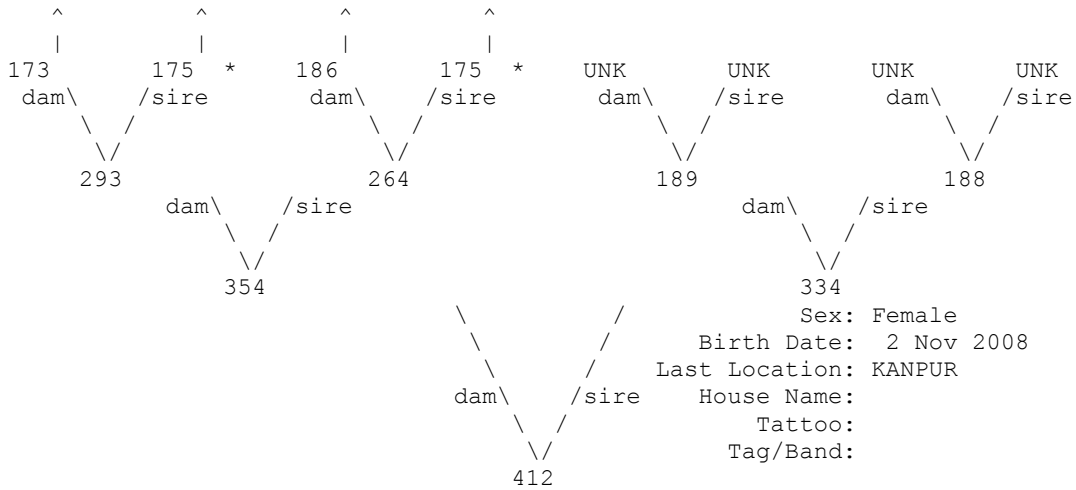 ^ ^ ^ ^
| | | |
173 175 * 186 175 * UNK UNK UNK UNK
dam\ /sire dam\ /sire dam\ /sire dam\ /sire
\ / \ / \ / \ /
\/ \/ \/ \/
293 264 189 188
dam\ /sire dam\ /sire
\ / \ /
\/ \/
354 334
\ / Sex: Female
\ / Birth Date: 2 Nov 2008
\ / Last Location: KANPUR
dam\ /sire House Name:
\ / Tattoo:
\/ Tag/Band:
412